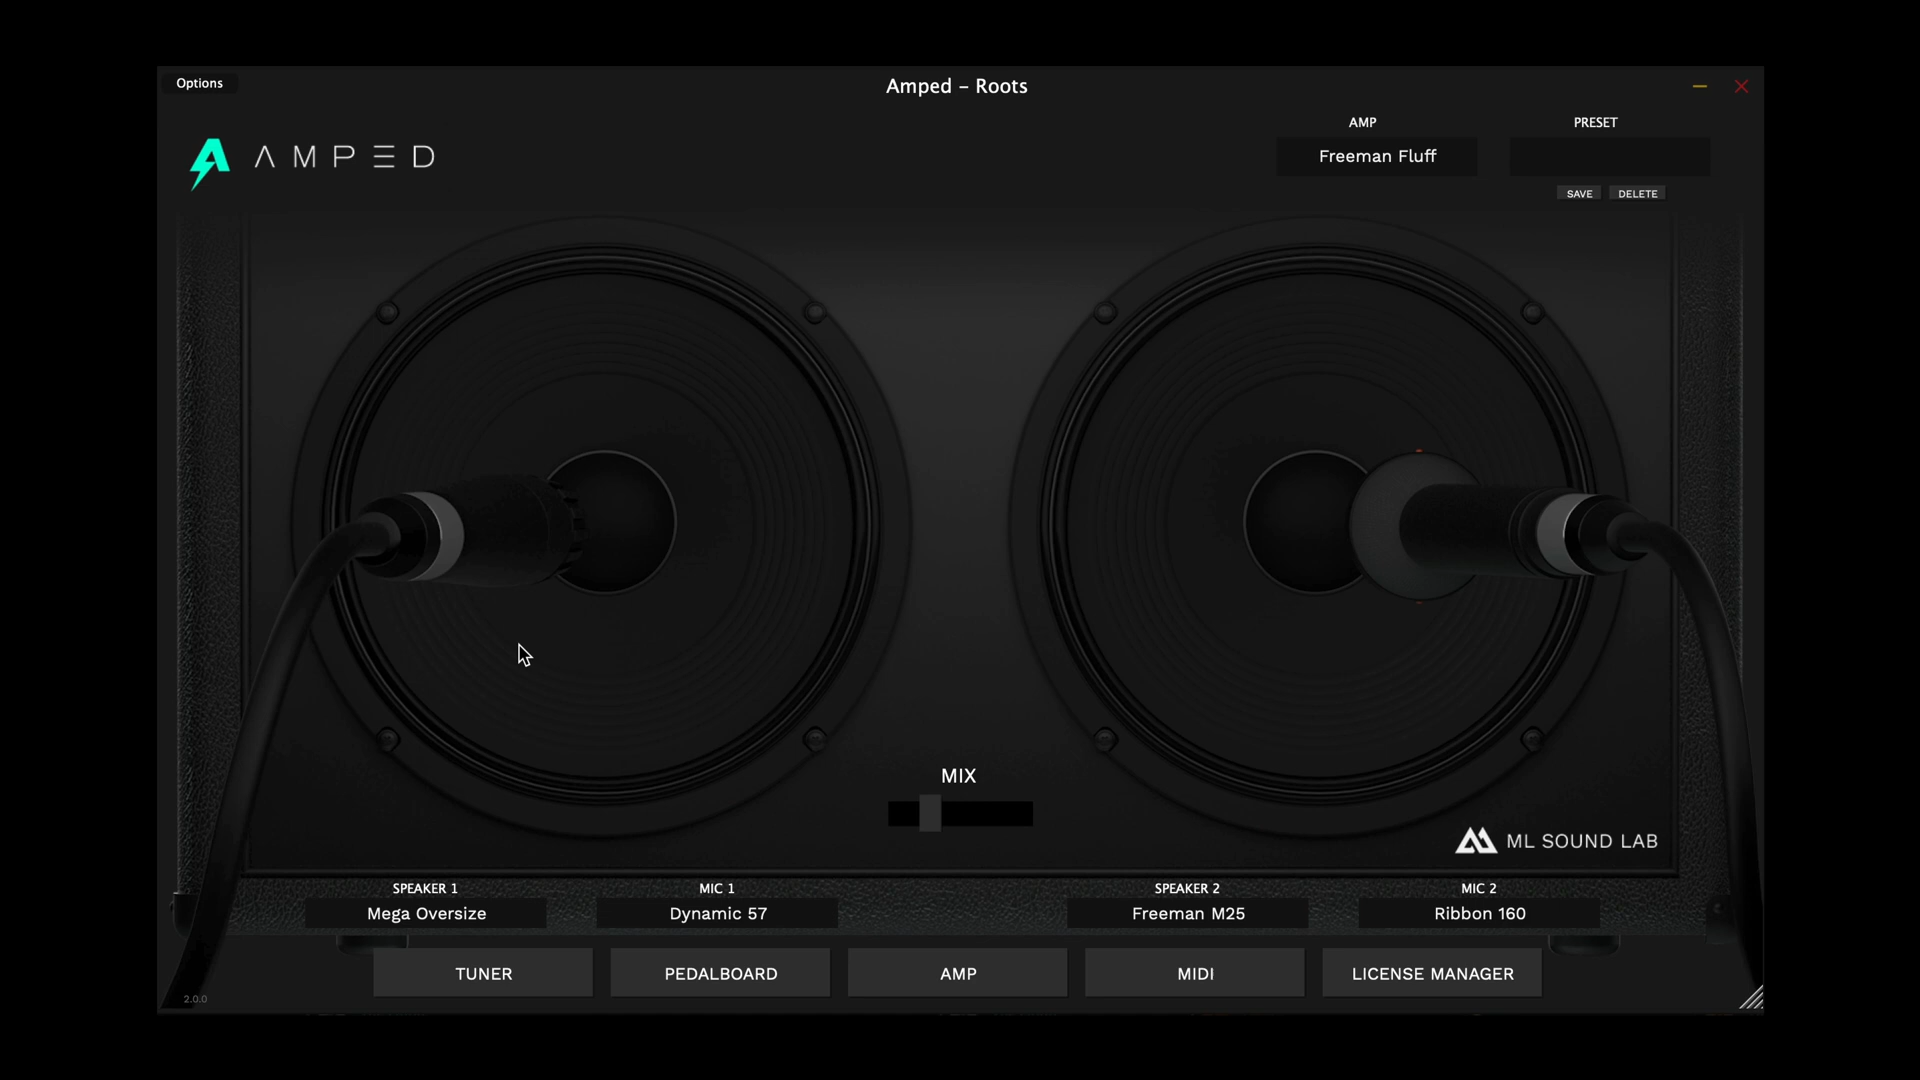 Options
Amped – Roots
AMP
PRESET
AMPED
Freeman Fluff
SAVE
DELETE
MIX
ML SOUND LAB
SPEAKER 1
MIC 1
SPEAKER 2
MIC 2
Mega Oversize
Dynamic 57
Freeman M25
Ribbon 160
TUNER
PEDALBOARD
AMP
MIDI
LICENSE MANAGER
2.0.0